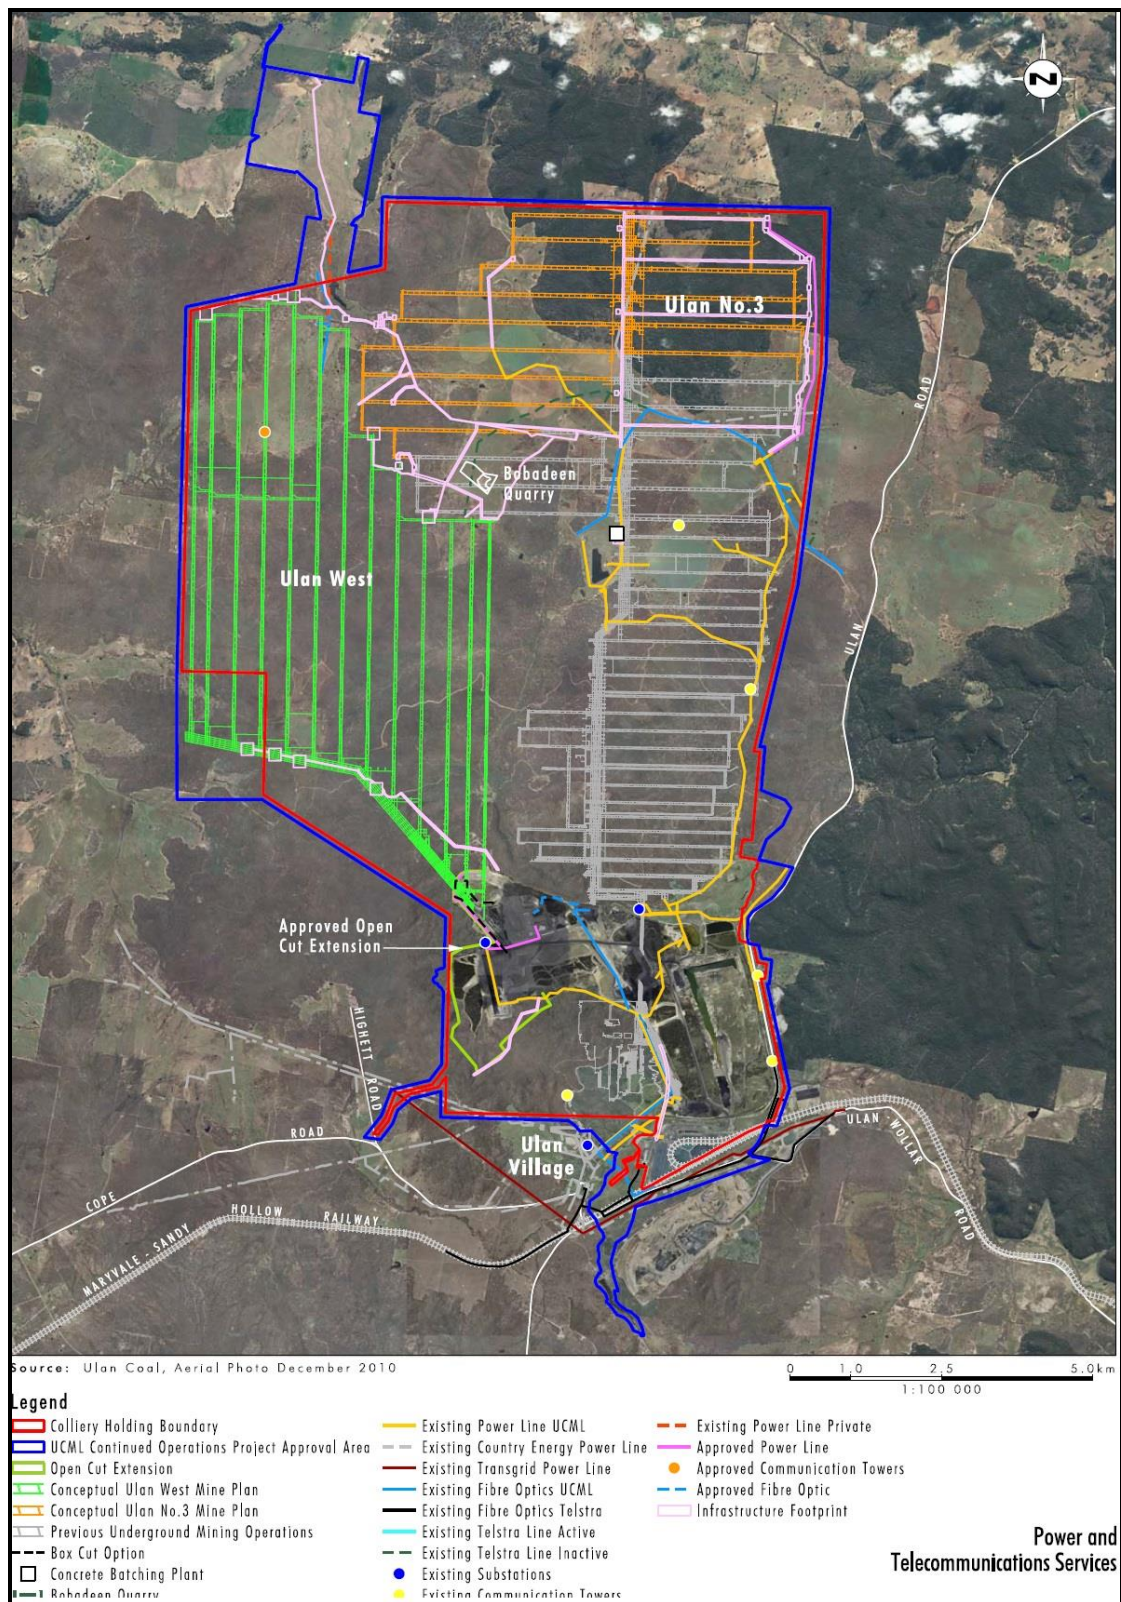 N
Ulan No.3
ROAD
Bobadeen
Quarry
Ulan West
ULAN
Approved Open
Cut Extension
HIGHETT ROAD
ROAD
COPE
Ulan
Village
ULAN
WOLLAR
ROAD
MARYVALE - SANDY HOLLOW RAILWAY
Source: Ulan Coal, Aerial Photo December 2010
0 1.0 2.5 5.0km
1:100 000
Legend
Colliery Holding Boundary
UCML Continued Operations Project Approval Area
Open Cut Extension
Conceptual Ulan West Mine Plan
Conceptual Ulan No.3 Mine Plan
Previous Underground Mining Operations
Box Cut Option
Concrete Batching Plant
Bobadeen Quarry
Existing Power Line UCML
Existing Country Energy Power Line
Existing Transgrid Power Line
Existing Fibre Optics UCML
Existing Fibre Optics Telstra
Existing Telstra Line Active
Existing Telstra Line Inactive
Existing Substations
Existing Communication Towers
Existing Power Line Private
Approved Power Line
Approved Communication Towers
Approved Fibre Optic
Infrastructure Footprint
Power and
Telecommunications Services